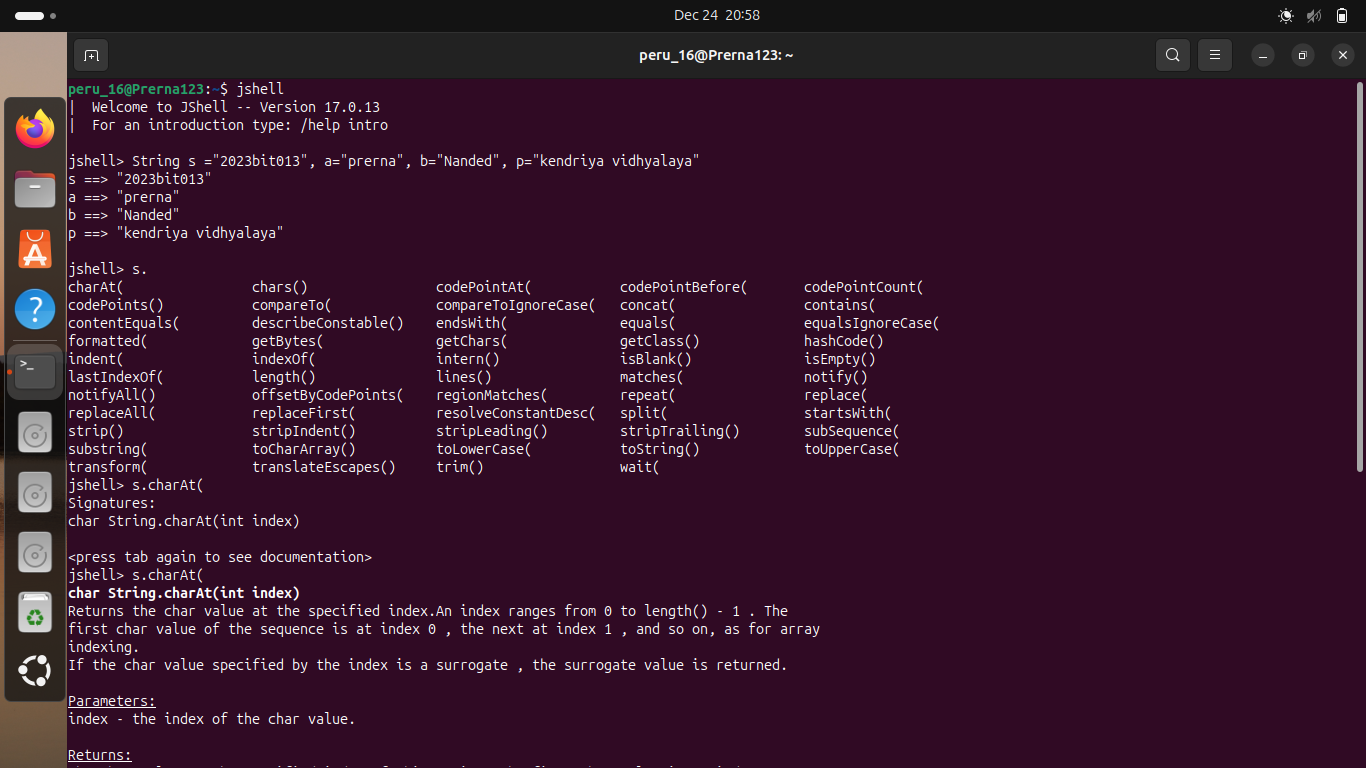 Dec 24 20:58
peru_16@Prerna123: ~
peru_16@Prerna123:~$ jshell
| Welcome to JShell -- Version 17.0.13
| For an introduction type: /help intro
jshell> String s ="2023bit013", a="prerna", b="Nanded", p="kendriya vidhyalaya"
s ==> "2023bit013"
a ==> "prerna"
b ==> "Nanded"
p ==> "kendriya vidhyalaya"
jshell> s.
charAt( chars() codePointAt( codePointBefore( codePointCount(
codePoints() compareTo( compareToIgnoreCase( concat( contains(
contentEquals( describeConstable() endsWith( equals( equalsIgnoreCase(
formatted( getBytes( getChars( getClass() hashCode()
indent( indexOf( intern() isBlank() isEmpty()
lastIndexOf( length() lines() matches( notify()
notifyAll() offsetByCodePoints( regionMatches( repeat( replace(
replaceAll( replaceFirst( resolveConstantDesc( split( startsWith(
strip() stripIndent() stripLeading() stripTrailing() subSequence(
substring( toCharArray() toLowerCase( toString() toUpperCase(
transform( translateEscapes() trim() wait(
jshell> s.charAt(
Signatures:
char String.charAt(int index)
<press tab again to see documentation>
jshell> s.charAt(
char String.charAt(int index)
Returns the char value at the specified index.An index ranges from 0 to length() - 1 . The
first char value of the sequence is at index 0 , the next at index 1 , and so on, as for array
indexing.
If the char value specified by the index is a surrogate , the surrogate value is returned.
Parameters:
index - the index of the char value.
Returns: